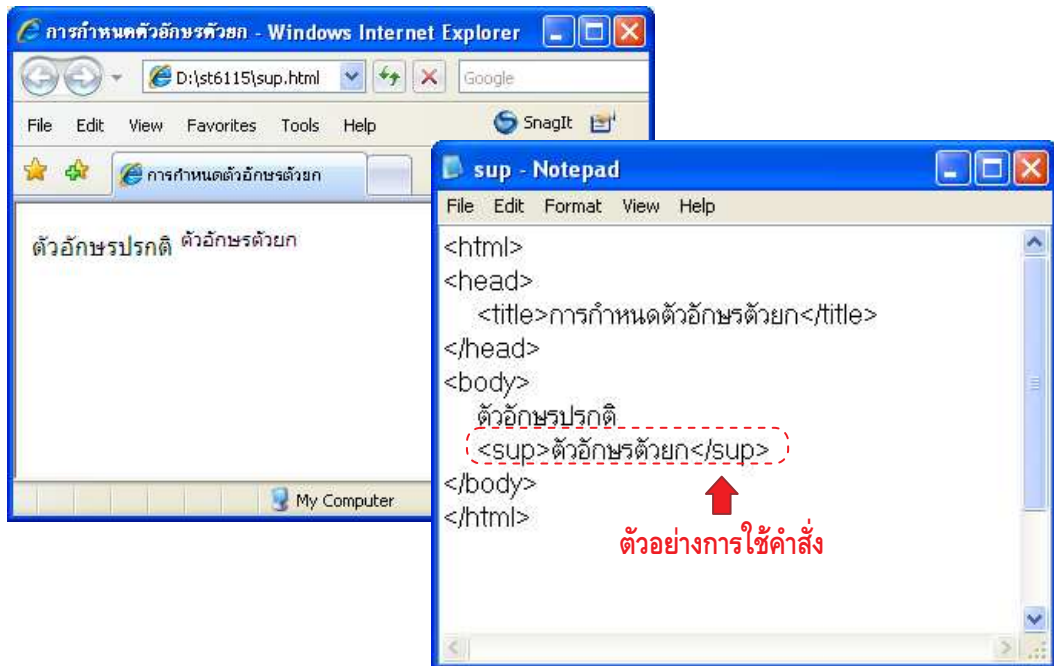 การกำหนดตัวอักษรตัวยก - Windows Internet Explorer
D:\st6115\sup.html
Google
File Edit View Favorites Tools Help
SnagIt
การกำหนดตัวอักษรตัวยก
ตัวอักษรปรกติ ตัวอักษรตัวยก
My Computer
sup - Notepad
File Edit Format View Help
<html>
<head>
<title>การกำหนดตัวอักษรตัวยก</title>
</head>
<body>
ตัวอักษรปรกติ
<sup>ตัวอักษรตัวยก</sup>
</body>
</html>
ตัวอย่างการใช้คำสั่ง